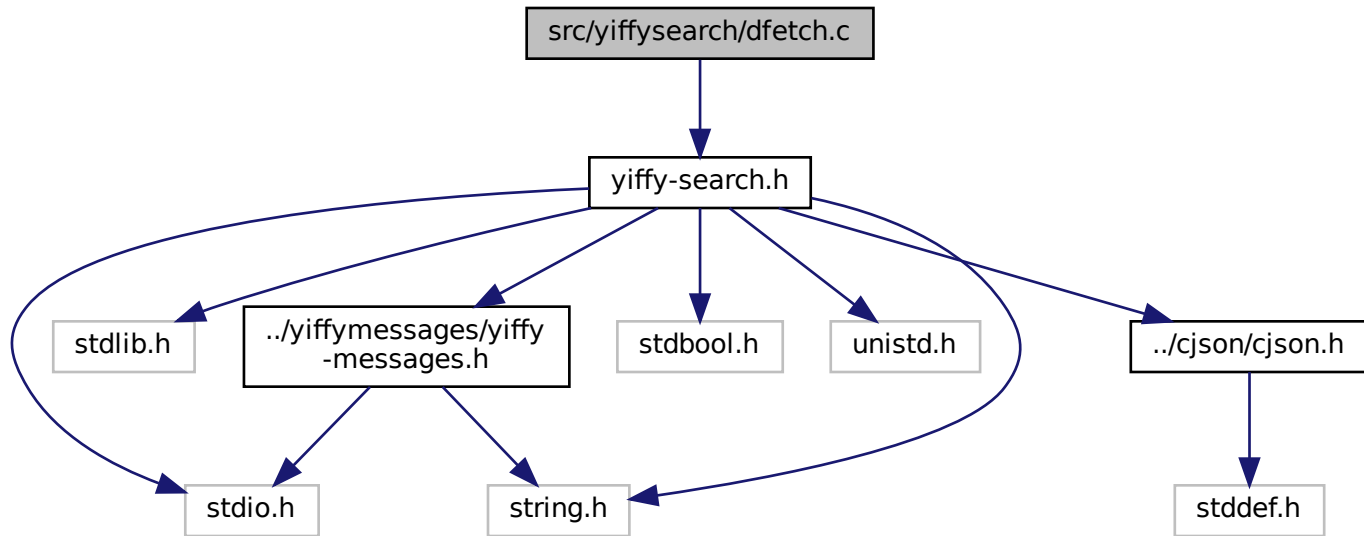 src/yiffysearch/dfetch.c
yiffy-search.h
stdlib.h
../yiffymessages/yiffy
-messages.h
stdbool.h
unistd.h
../cjson/cjson.h
stdio.h
string.h
stddef.h